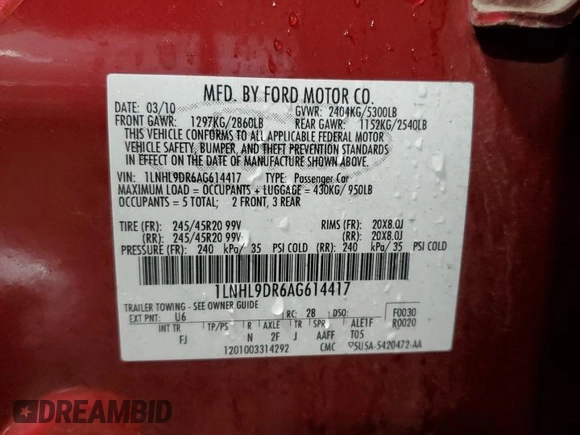 MFD. BY FORD MOTOR CO.
DATE: 03/10 GVWR: 2404KG/5300LB
FRONT GAWR: 1297KG/2860LB REAR GAWR: 1152KG/2540LB
THIS VEHICLE CONFORMS TO ALL APPLICABLE FEDERAL MOTOR
VEHICLE SAFETY, BUMPER, AND THEFT PREVENTION STANDARDS
IN EFFECT ON THE DATE OF MANUFACTURE SHOWN ABOVE.
VIN: 1LNHL9DR6AG614417 TYPE: Passenger Car
MAXIMUM LOAD = OCCUPANTS + LUGGAGE = 430KG/950LB
OCCUPANTS = 5 TOTAL; 2 FRONT, 3 REAR
TIRE (FR): 245/45R20 99V RIMS (FR): 20X8.0J
(RR): 245/45R20 99V (RR): 20X8.0J
PRESSURE (FR): 240 kPa/ 35 PSI COLD (RR): 240 kPa/ 35 PSI COLD
1LNHL9DR6AG614417
TRAILER TOWING - SEE OWNER GUIDE
EXT PNT: U6 RC: 28 DSO: F0030
INT TR TP/PS R AXLE TR SPR ALE1F R0020
FJ N 2F J AAFF T05
1201003314292 CMC 5U5A-5420472-AA
DREAMBID